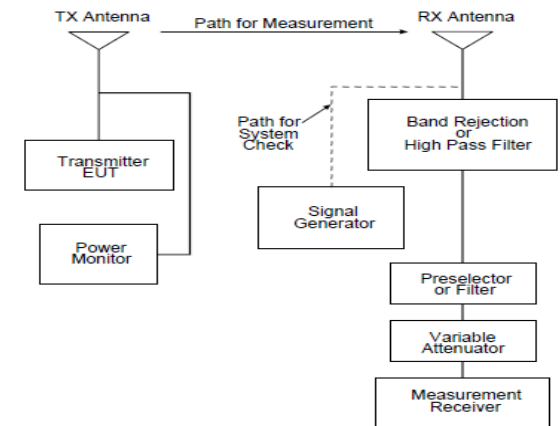 TX Antenna
Path for Measurement
RX Antenna
Path for
System
Check
Band Rejection
or
High Pass Filter
Transmitter
EUT
Signal
Generator
Power
Monitor
Preselector
or Filter
Variable
Attenuator
Measurement
Receiver